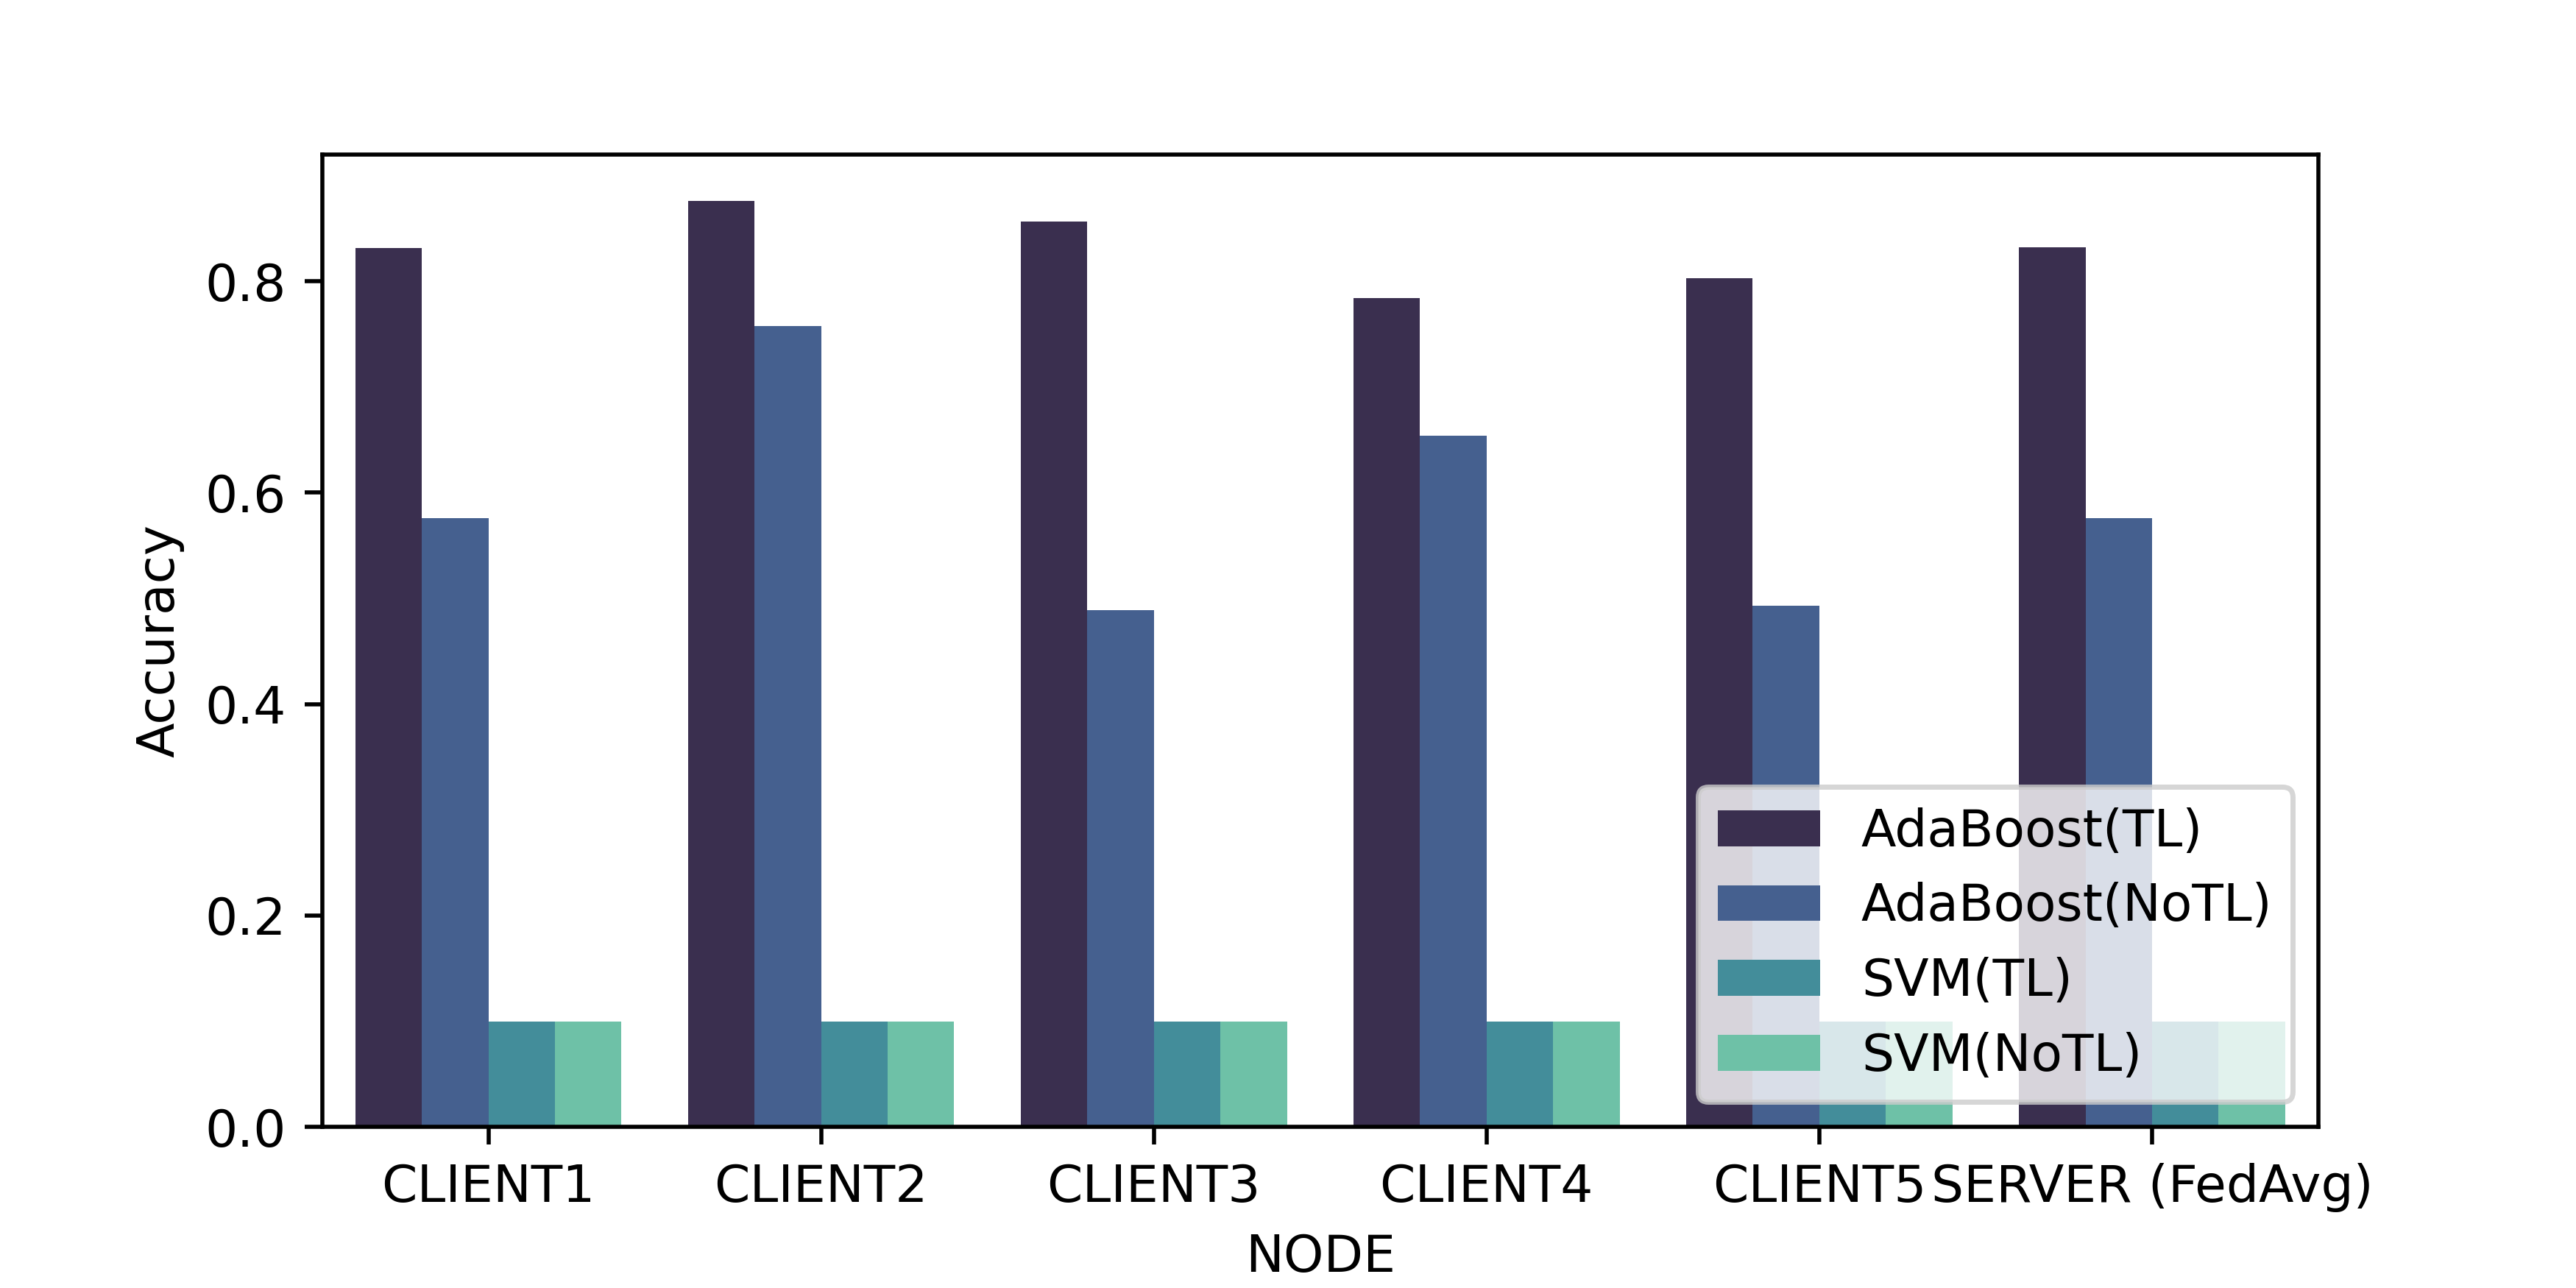 0.8
0.6
0.4
0.2
0.0
Accuracy
AdaBoost(TL)
AdaBoost(NoTL)
SVM(TL)
SVM(NoTL)
CLIENT1 CLIENT2 CLIENT3 CLIENT4 CLIENT5 SERVER (FedAvg)
NODE